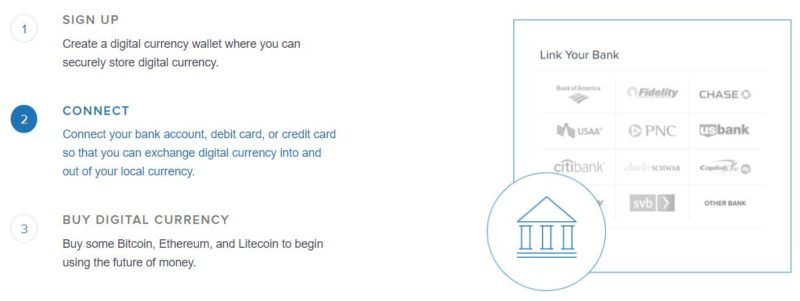 1
SIGN UP
Create a digital currency wallet where you can
securely store digital currency.
2
CONNECT
Connect your bank account, debit card, or credit card
so that you can exchange digital currency into and
out of your local currency.
3
BUY DIGITAL CURRENCY
Buy some Bitcoin, Ethereum, and Litecoin to begin
using the future of money.
Link Your Bank
Bank of America
Fidelity
CHASE
USAA
PNC
usbank
citibank
charles SCHWAB
Capital One
svb
OTHER BANK